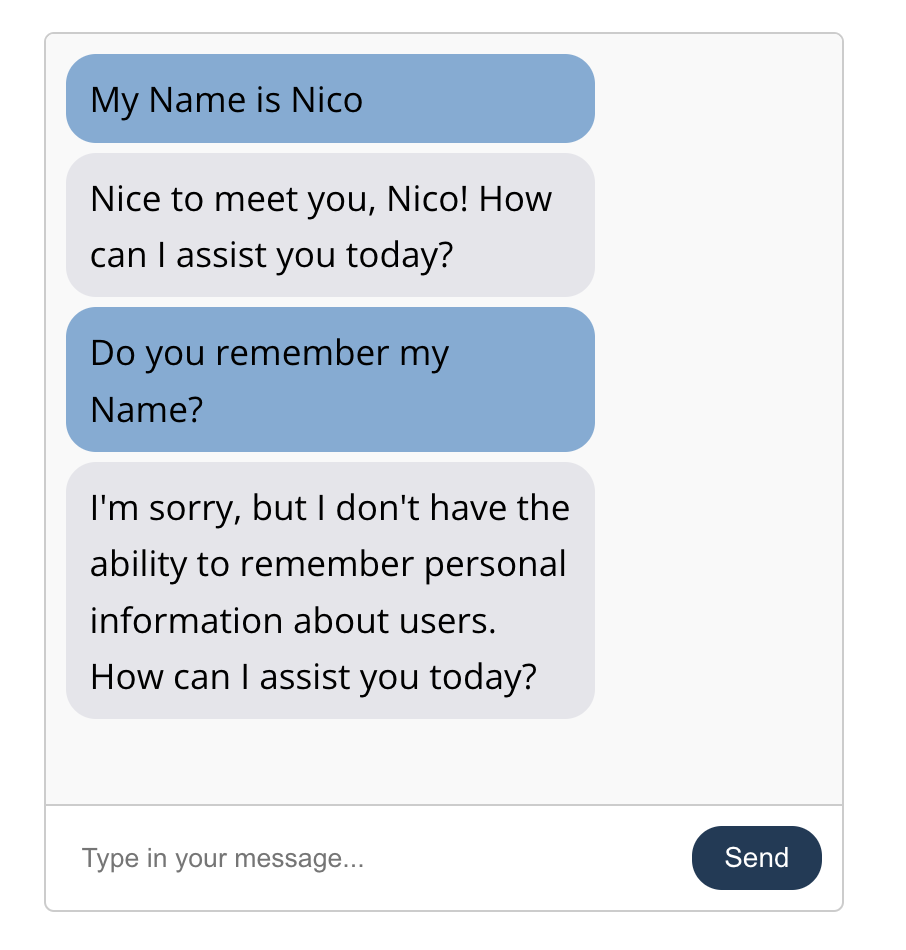 My Name is Nico
Nice to meet you, Nico! How
can I assist you today?
Do you remember my
Name?
I'm sorry, but I don't have the
ability to remember personal
information about users.
How can I assist you today?
Type in your message...
Send